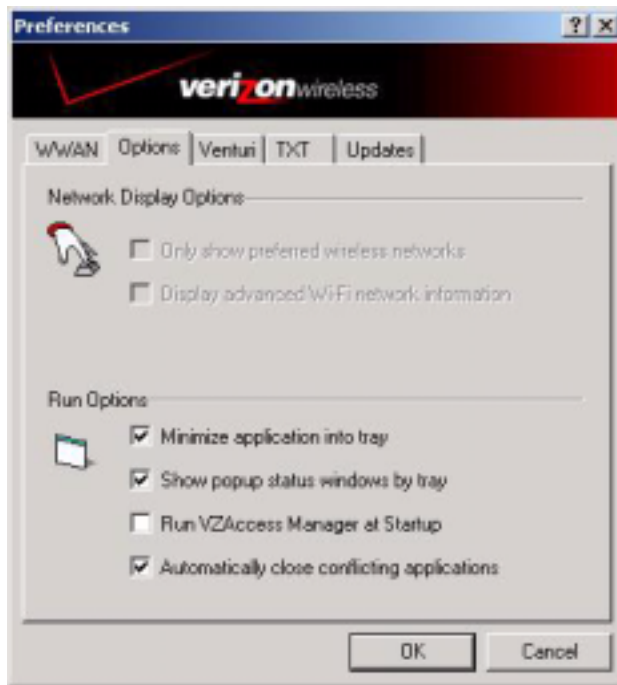 Preferences
verizon wireless
WWAN Options Venturi TXT Updates
Network Display Options
Only show preferred wireless networks
Display advanced Wi-Fi network information
Run Options
Minimize application into tray
Show popup status windows by tray
Run VZAccess Manager at Startup
Automatically close conflicting applications
OK Cancel